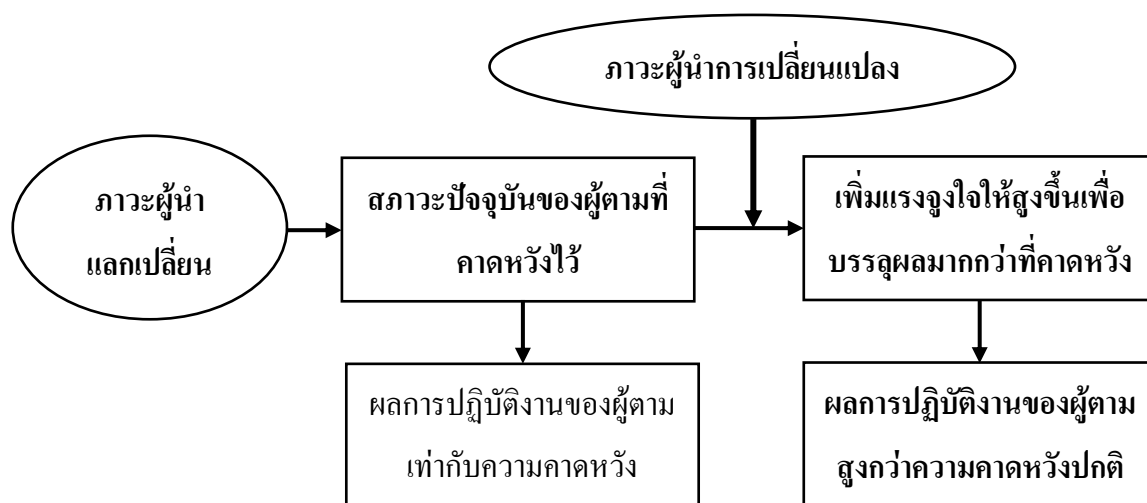 ภาวะผู้นำการเปลี่ยนแปลง
ภาวะผู้นำ
แลกเปลี่ยน
สภาวะปัจจุบันของผู้ตามที่
คาดหวังไว้
เพิ่มแรงจูงใจให้สูงขึ้นเพื่อ
บรรลุผลมากกว่าที่คาดหวัง
ผลการปฏิบัติงานของผู้ตาม
เท่ากับความคาดหวัง
ผลการปฏิบัติงานของผู้ตาม
สูงกว่าความคาดหวังปกติ